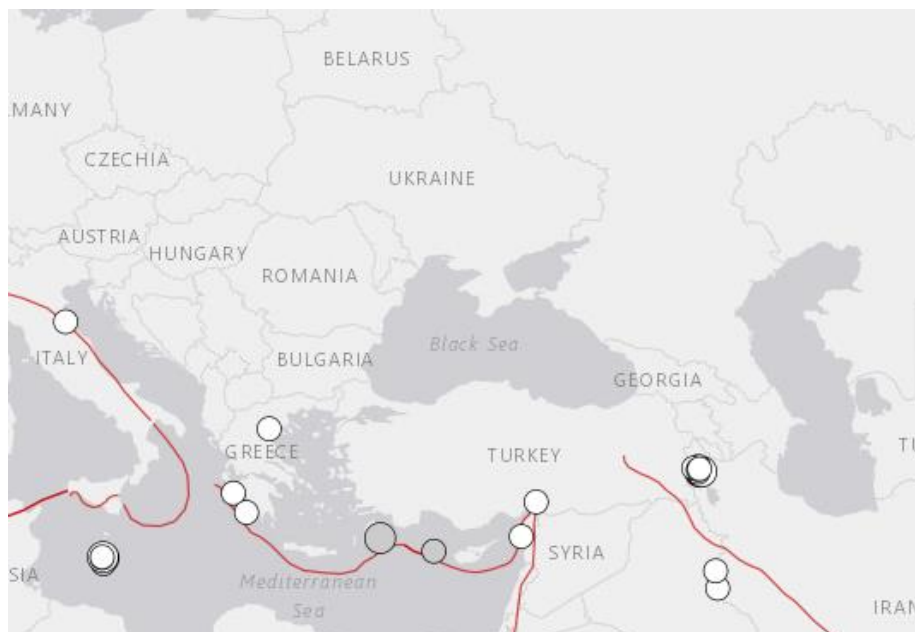 BELARUS
MANY
CZECHIA
UKRAINE
AUSTRIA
HUNGARY
ROMANIA
Black Sea
ITALY
BULGARIA
GEORGIA
GREECE
TURKEY
TU
SYRIA
SIA
Mediterranean
Sea
IRAN